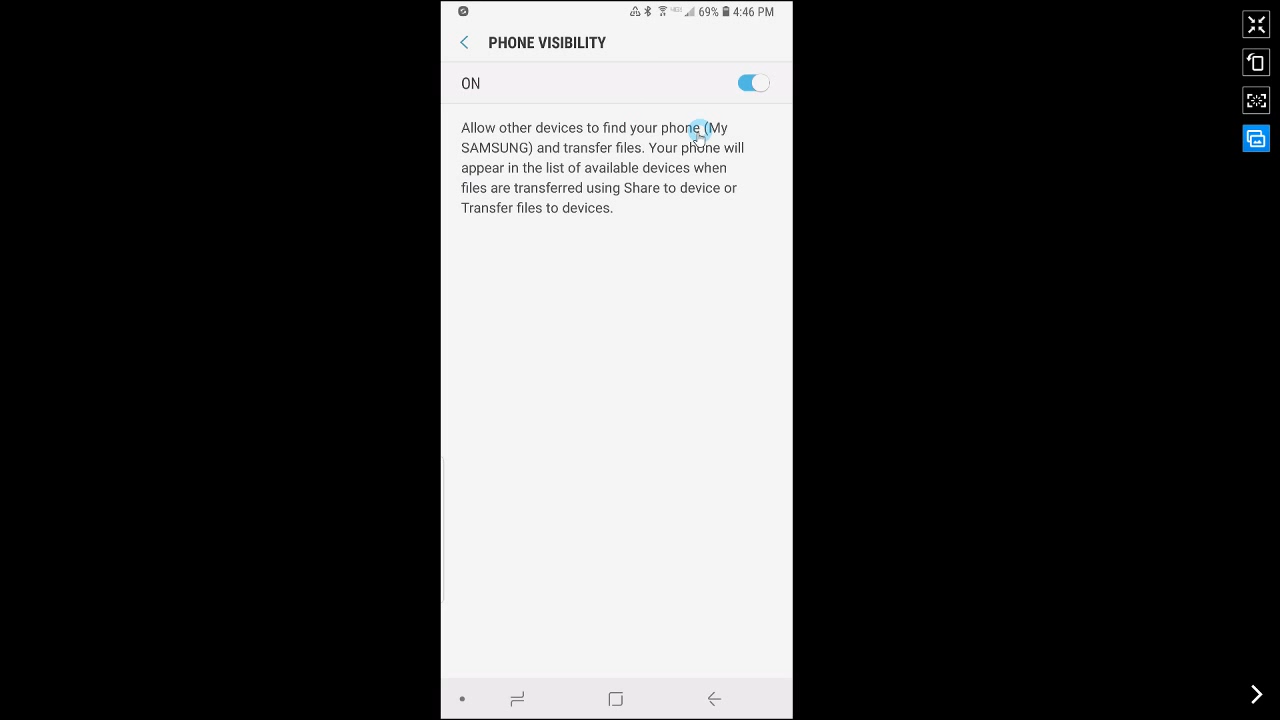 69% 4:46 PM
PHONE VISIBILITY
ON
Allow other devices to find your phone (My
SAMSUNG) and transfer files. Your phone will
appear in the list of available devices when
files are transferred using Share to device or
Transfer files to devices.